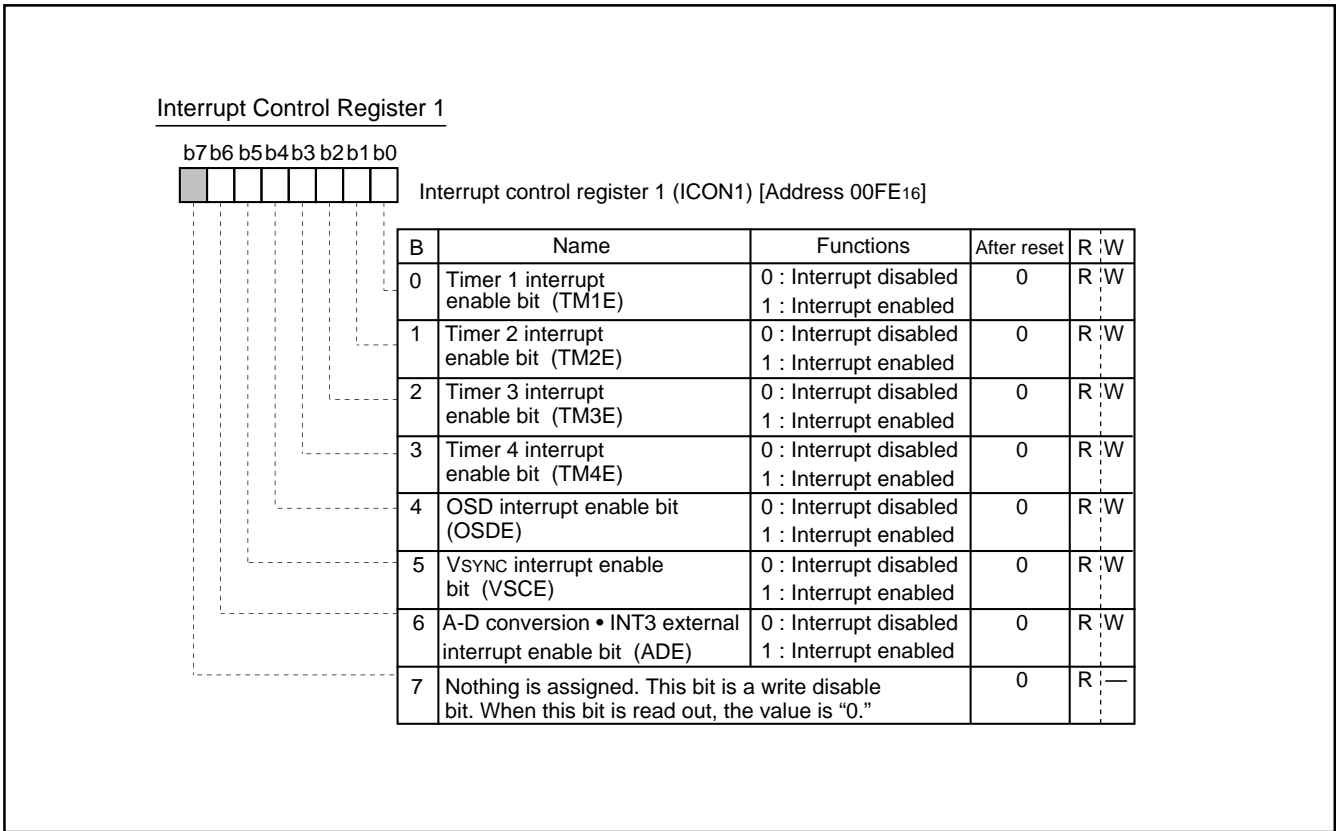 Interrupt Control Register 1
b7 b6 b5 b4 b3 b2 b1 b0
Interrupt control register 1 (ICON1) [Address 00FE16]
B Name Functions After reset R W
0 Timer 1 interrupt enable bit (TM1E) 0 : Interrupt disabled 1 : Interrupt enabled 0 R W
1 Timer 2 interrupt enable bit (TM2E) 0 : Interrupt disabled 1 : Interrupt enabled 0 R W
2 Timer 3 interrupt enable bit (TM3E) 0 : Interrupt disabled 1 : Interrupt enabled 0 R W
3 Timer 4 interrupt enable bit (TM4E) 0 : Interrupt disabled 1 : Interrupt enabled 0 R W
4 OSD interrupt enable bit (OSDE) 0 : Interrupt disabled 1 : Interrupt enabled 0 R W
5 VSYNC interrupt enable bit (VSCE) 0 : Interrupt disabled 1 : Interrupt enabled 0 R W
6 A-D conversion • INT3 external interrupt enable bit (ADE) 0 : Interrupt disabled 1 : Interrupt enabled 0 R W
7 Nothing is assigned. This bit is a write disable bit. When this bit is read out, the value is “0.” 0 R —